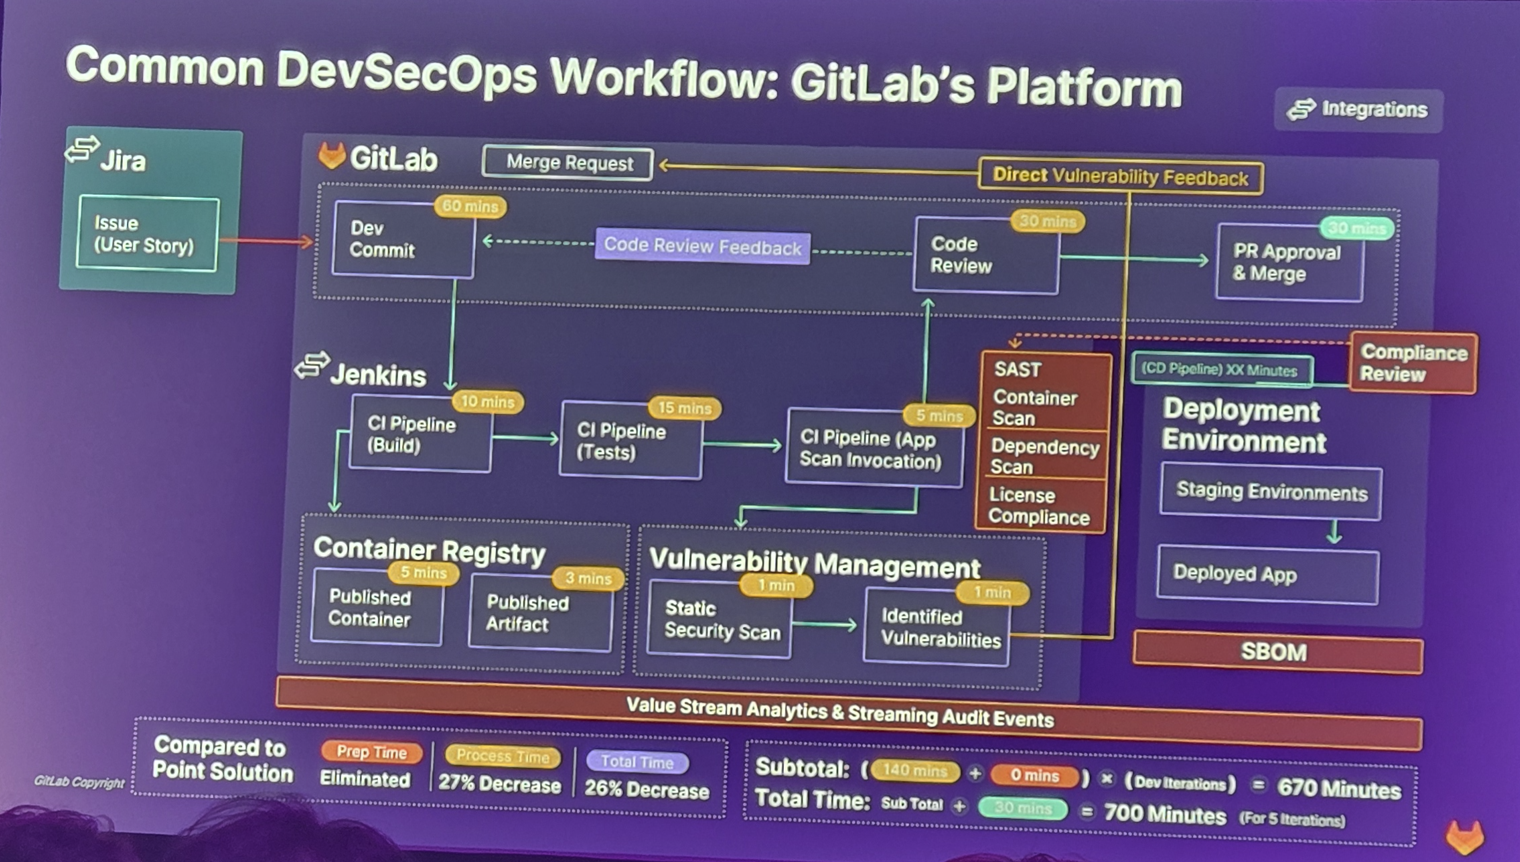 Common DevSecOps Workflow: GitLab's Platform
Integrations
Jira
Issue
(User Story)
GitLab
Merge Request
Direct Vulnerability Feedback
60 mins
Dev
Commit
Code Review Feedback
30 mins
Code
Review
30 mins
PR Approval
& Merge
Jenkins
10 mins
CI Pipeline
(Build)
15 mins
CI Pipeline
(Tests)
5 mins
CI Pipeline (App
Scan Invocation)
SAST
Container
Scan
Dependency
Scan
License
Compliance
(CD Pipeline) XX Minutes
Compliance
Review
Deployment
Environment
Staging Environments
Deployed App
Container Registry
5 mins
Published
Container
3 mins
Published
Artifact
Vulnerability Management
1 min
Static
Security Scan
1 min
Identified
Vulnerabilities
SBOM
Value Stream Analytics & Streaming Audit Events
Compared to
Point Solution
Prep Time
Eliminated
Process Time
27% Decrease
Total Time
26% Decrease
Subtotal: ( 140 mins + 0 mins ) × (Dev Iterations) = 670 Minutes
Total Time: Sub Total + 30 mins = 700 Minutes (For 5 Iterations)
GitLab Copyright